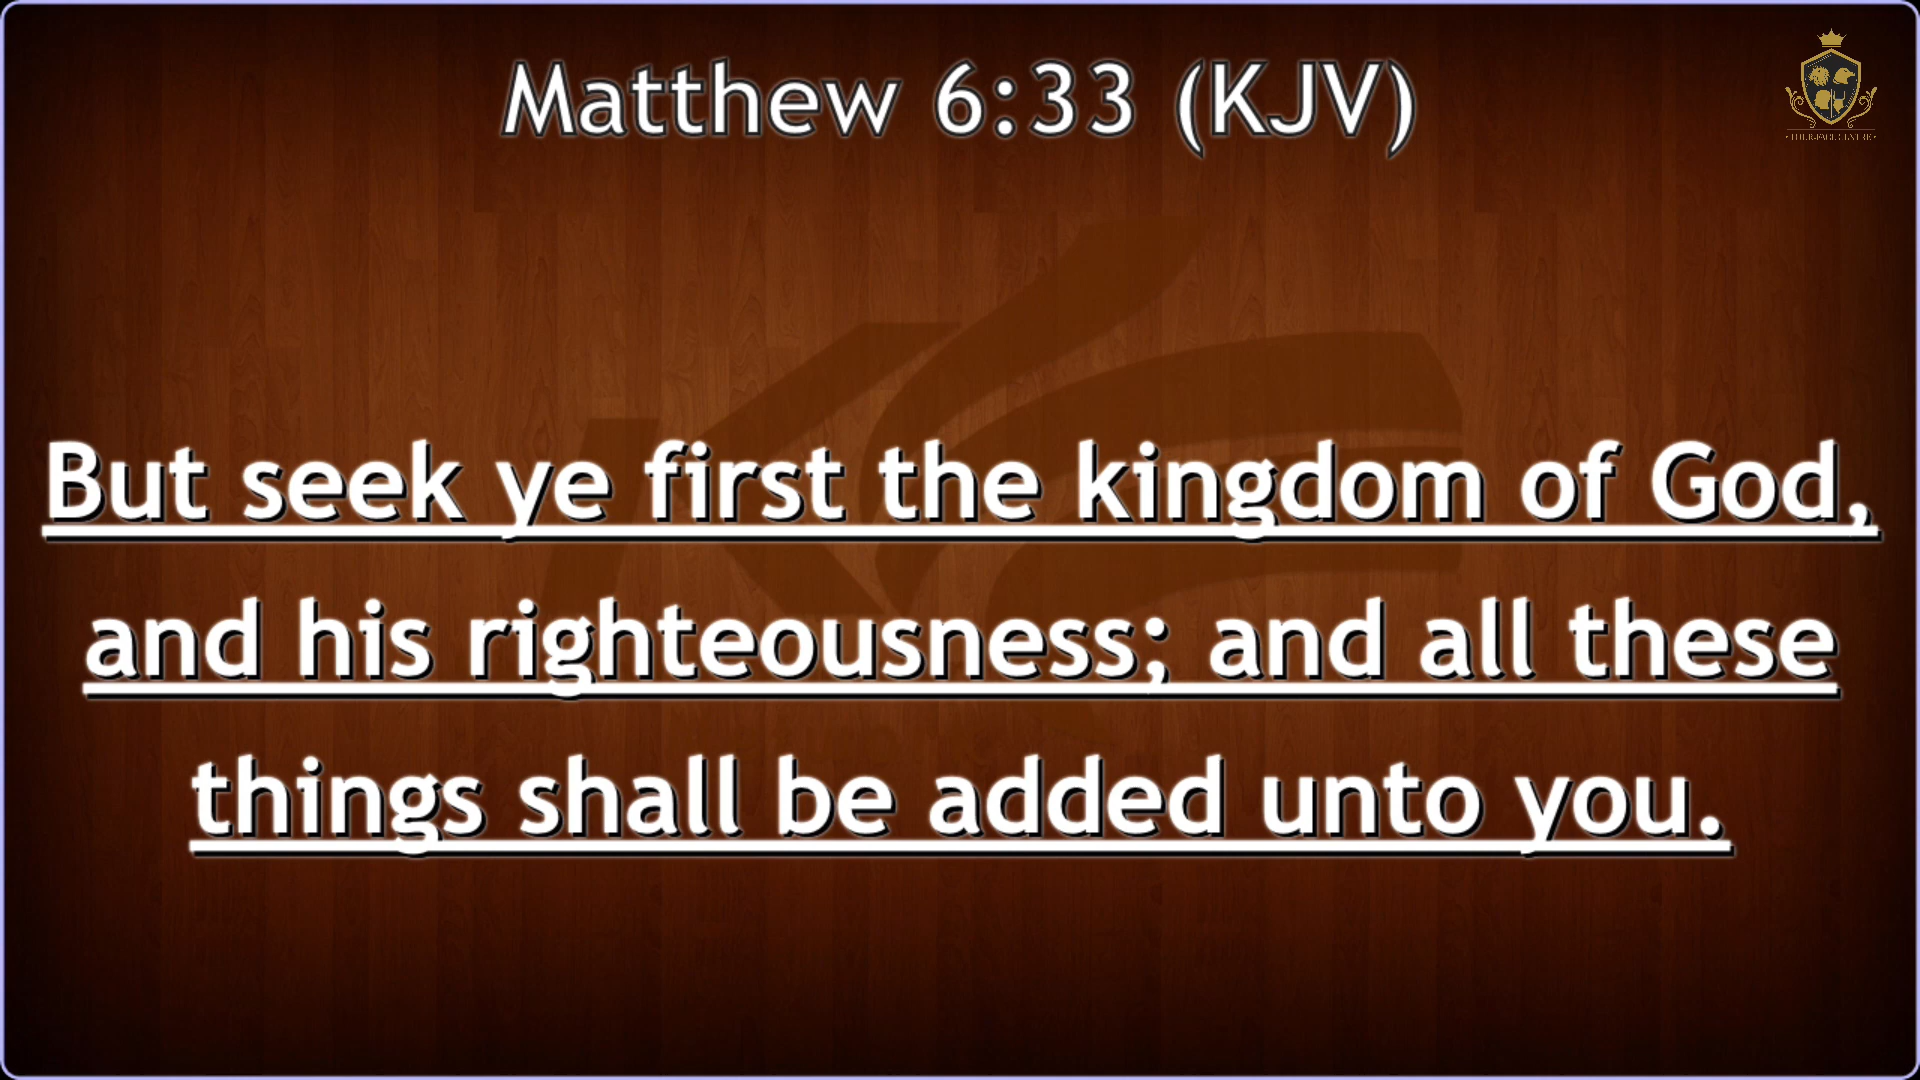 Matthew 6:33 (KJV)
But seek ye first the kingdom of God,
and his righteousness; and all these
things shall be added unto you.